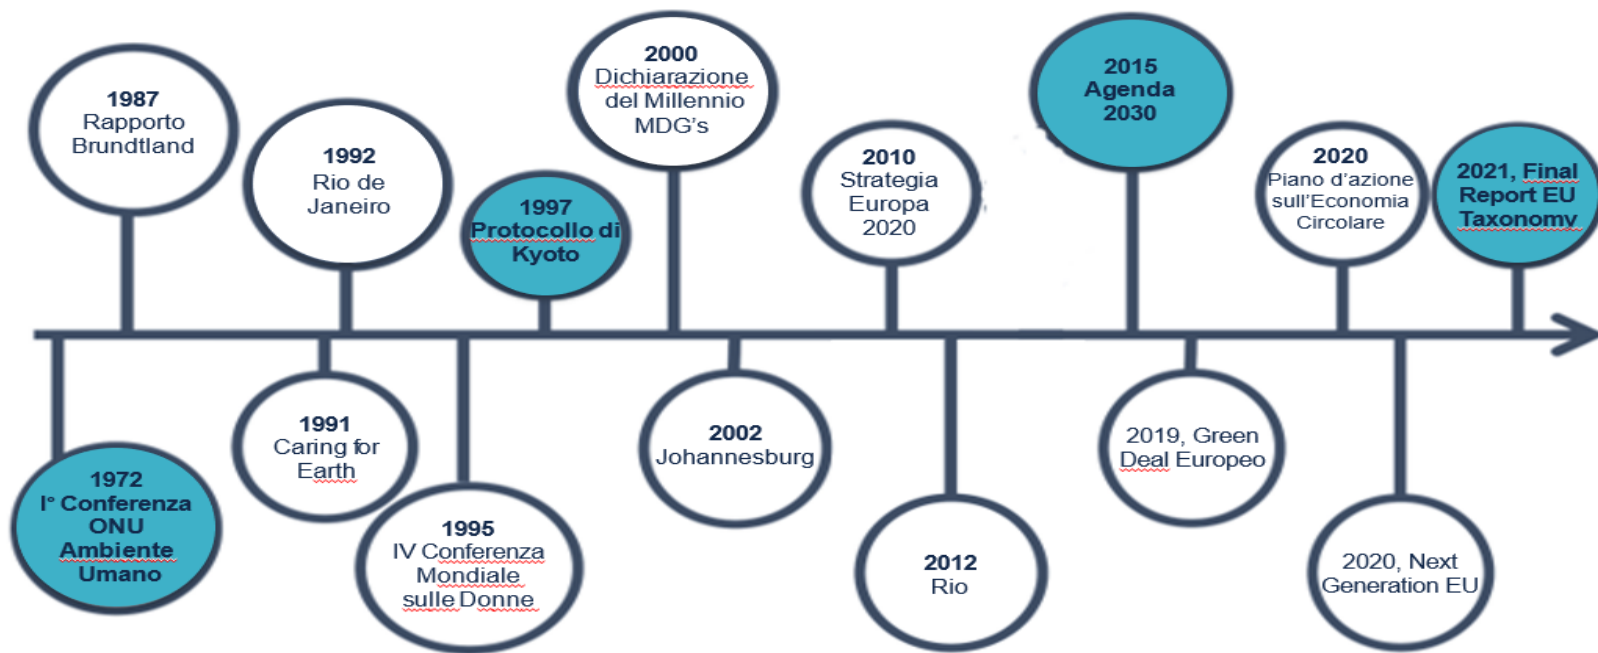 1987
Rapporto
Brundtland
1992
Rio de
Janeiro
1997
Protocollo di
Kyoto
2000
Dichiarazione
del Millennio
MDG's
2010
Strategia
Europa
2020
2015
Agenda
2030
2020
Piano d'azione
sull'Economia
Circolare
2021, Final
Report EU
Taxonomy
1972
I° Conferenza
ONU
Ambiente
Umano
1991
Caring for
Earth
1995
IV Conferenza
Mondiale
sulle Donne
2002
Johannesburg
2012
Rio
2019, Green
Deal Europeo
2020, Next
Generation EU